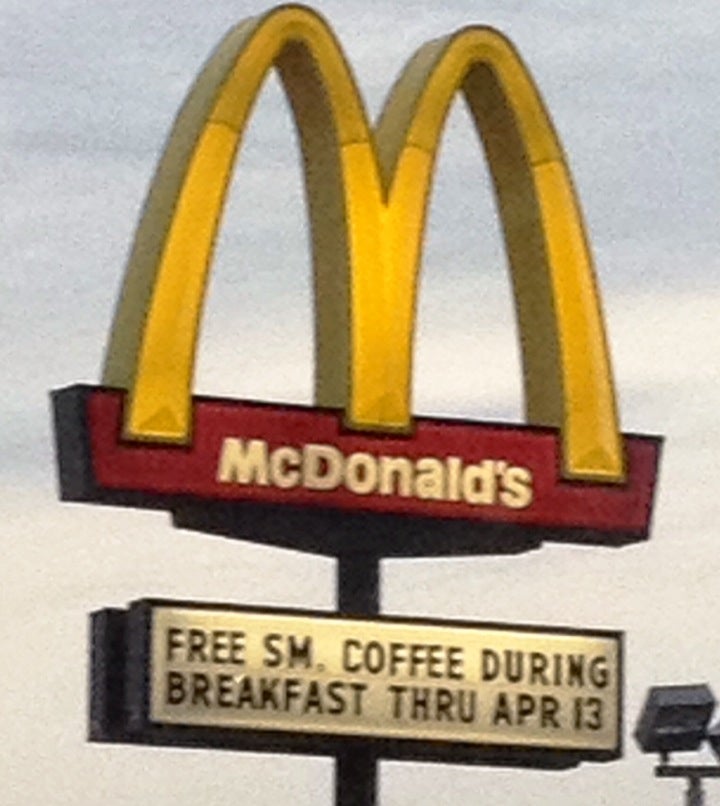 McDonald's
FREE SM. COFFEE DURING
BREAKFAST THRU APR 13